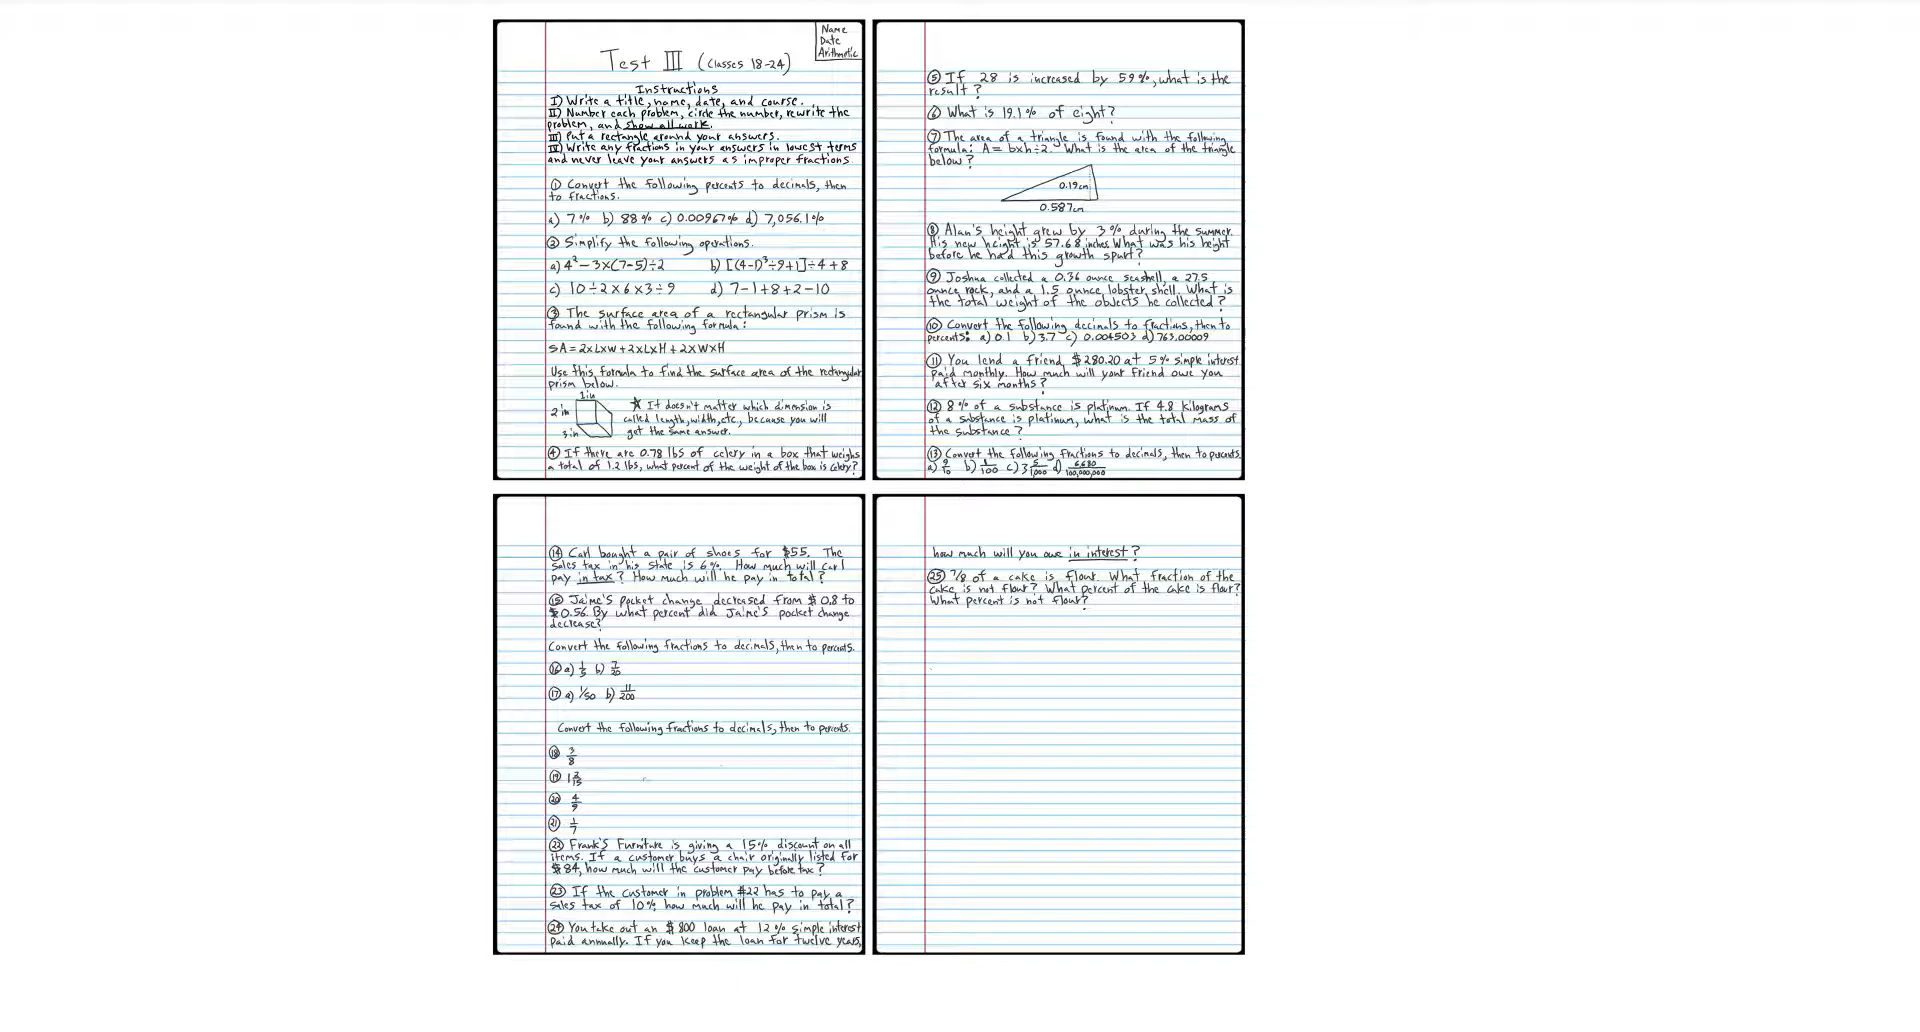 Name
Date
Arithmetic
Test III (Classes 18-24)
Instructions
I) Write a title, name, date, and course.
II) Number each problem, circle the number, rewrite the
problem, and show all work.
III) Put a rectangle around your answers.
IV) Write any fractions in your answers in lowest terms
and never leave your answers as improper fractions.
① Convert the following percents to decimals, then
to fractions.
a) 7% b) 88% c) 0.00967% d) 7,056.1%
② Simplify the following operations.
a) 4² - 3×(7-5)÷2 b) [(4-1)³÷9+1]÷4+8
c) 10÷2×6×3÷9 d) 7-1+8+2-10
③ The surface area of a rectangular prism is
found with the following formula:
SA = 2×L×W + 2×L×H + 2×W×H
Use this formula to find the surface area of the rectangular
prism below.
1in
2 in
3 in
★ It doesn't matter which dimension is
called length, width, etc., because you will
get the same answer.
④ If there are 0.78 lbs of celery in a box that weighs
a total of 1.2 lbs, what percent of the weight of the box is celery?
⑤ If 28 is increased by 59%, what is the
result?
⑥ What is 19.1% of eight?
⑦ The area of a triangle is found with the following
formula: A = b×h÷2. What is the area of the triangle
below?
0.19cm
0.587cm
⑧ Alan's height grew by 3% during the summer.
His new height is 57.68 inches. What was his height
before he had this growth spurt?
⑨ Joshua collected a 0.36 ounce seashell, a 27.5
ounce rock, and a 1.5 ounce lobster shell. What is
the total weight of the objects he collected?
⑩ Convert the following decimals to fractions, then to
percents: a) 0.1 b) 3.7 c) 0.004503 d) 763.00009
⑪ You lend a friend $280.20 at 5% simple interest
paid monthly. How much will your friend owe you
after six months?
⑫ 8% of a substance is platinum. If 4.8 kilograms
of a substance is platinum, what is the total mass of
the substance?
⑬ Convert the following fractions to decimals, then to percents.
a) 9/10 b) 1/100 c) 3 5/1,000 d) 6,680/100,000,000
⑭ Carl bought a pair of shoes for $55. The
sales tax in his state is 6%. How much will Carl
pay in tax? How much will he pay in total?
⑮ Jaime's pocket change decreased from $0.8 to
$0.56. By what percent did Jaime's pocket change
decrease?
Convert the following fractions to decimals, then to percents.
⑯ a) 1/5 b) 7/20
⑰ a) 1/50 b) 11/200
Convert the following fractions to decimals, then to percents.
⑱ 3/8
⑲ 1 2/15
⑳ 4/9
㉑ 1/7
㉒ Frank's Furniture is giving a 15% discount on all
items. If a customer buys a chair originally listed for
$84, how much will the customer pay before tax?
㉓ If the customer in problem #22 has to pay a
sales tax of 10%, how much will he pay in total?
㉔ You take out an $800 loan at 12% simple interest
paid annually. If you keep the loan for twelve years,
how much will you owe in interest?
㉕ 7/8 of a cake is flour. What fraction of the
cake is not flour? What percent of the cake is flour?
What percent is not flour?